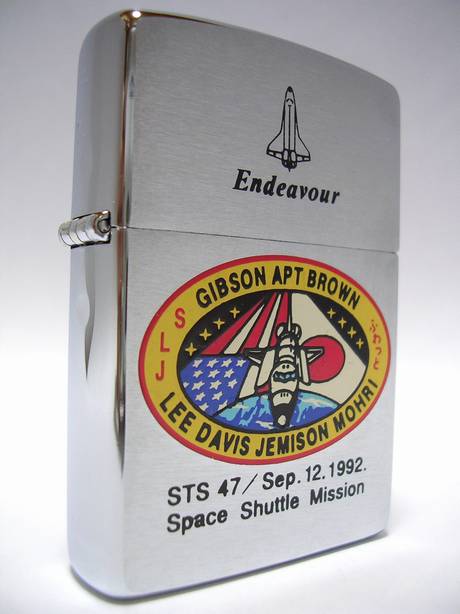 Endeavour
GIBSON APT BROWN
SLJ
ふわっと
LEE DAVIS JEMISON MOHRI
STS 47/ Sep.12.1992.
Space Shuttle Mission